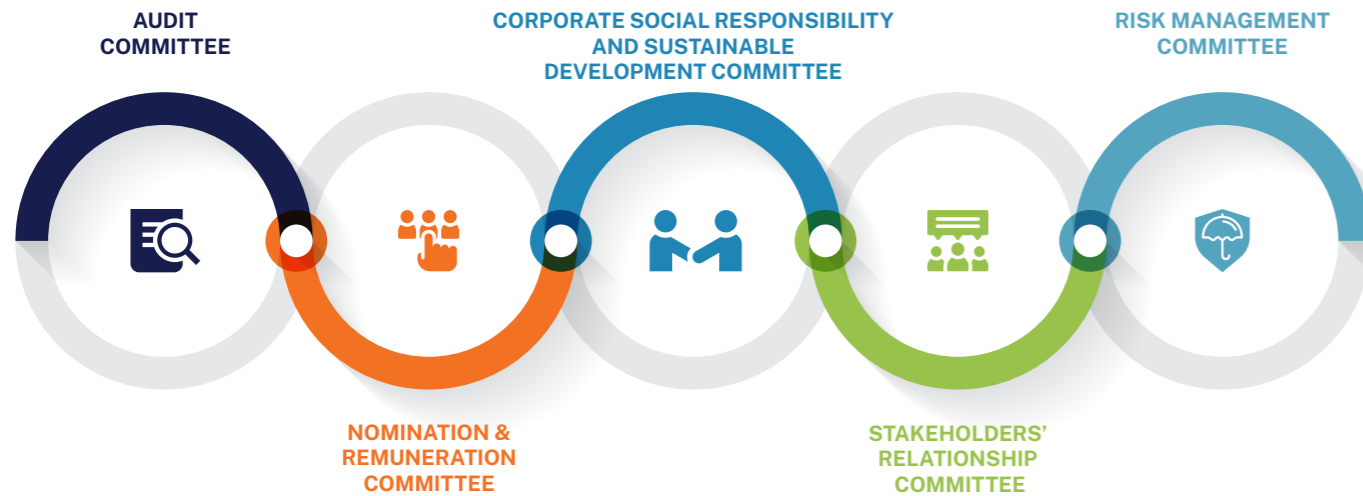 AUDIT
COMMITTEE
CORPORATE SOCIAL RESPONSIBILITY
AND SUSTAINABLE
DEVELOPMENT COMMITTEE
RISK MANAGEMENT
COMMITTEE
NOMINATION &
REMUNERATION
COMMITTEE
STAKEHOLDERS’
RELATIONSHIP
COMMITTEE